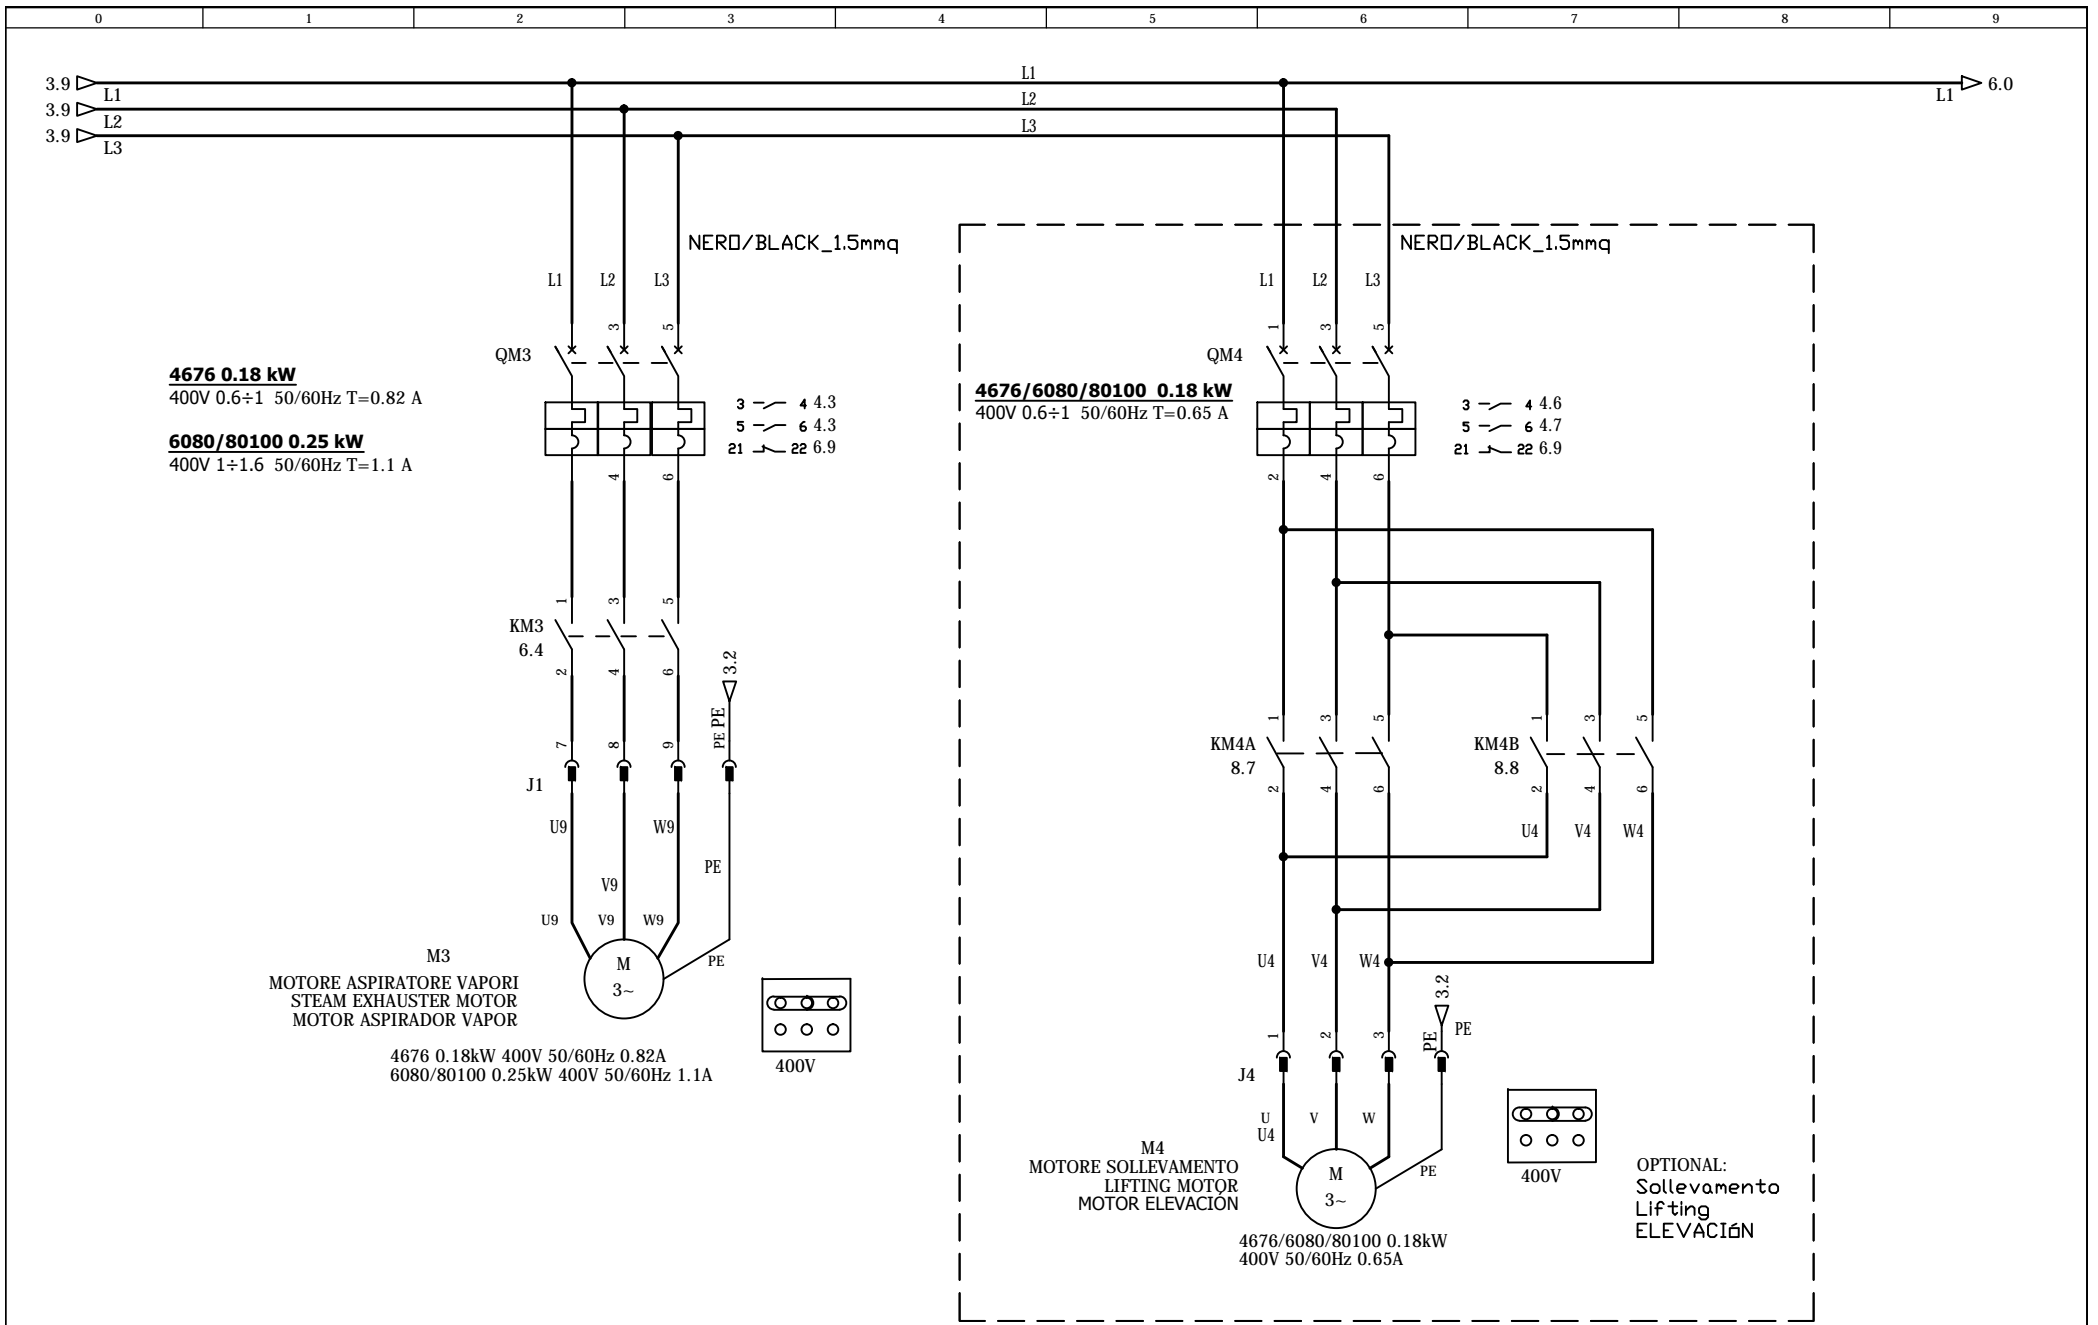 0 1 2 3 4 5 6 7 8 9
3.9 L1 L1 L1 6.0
3.9 L2 L2
3.9 L3 L3
NERO/BLACK_1.5mmq
NERO/BLACK_1.5mmq
L1 L2 L3
L1 L2 L3
3 5
1 3 5
QM3
QM4
4676 0.18 kW
400V 0.6÷1 50/60Hz T=0.82 A
6080/80100 0.25 kW
400V 1÷1.6 50/60Hz T=1.1 A
3 4 4.3
5 6 4.3
21 22 6.9
4676/6080/80100 0.18 kW
400V 0.6÷1 50/60Hz T=0.65 A
3 4 4.6
5 6 4.7
21 22 6.9
4 6
2 4 6
1 3 5
KM3
6.4
2 4 6
3.2
PE PE
7 8 9
J1
U9 W9
PE
V9
U9 V9 W9
PE
M3
MOTORE ASPIRATORE VAPORI
STEAM EXHAUSTER MOTOR
MOTOR ASPIRADOR VAPOR
M
3~
4676 0.18kW 400V 50/60Hz 0.82A
6080/80100 0.25kW 400V 50/60Hz 1.1A
400V
1 3 5
1 3 5
KM4A
8.7
KM4B
8.8
2 4 6
2 4 6
U4 V4 W4
U4 V4 W4
3.2
PE
PE
1 2 3
J4
U V W
U4
PE
M4
MOTORE SOLLEVAMENTO
LIFTING MOTOR
MOTOR ELEVACIÓN
M
3~
4676/6080/80100 0.18kW
400V 50/60Hz 0.65A
400V
OPTIONAL:
Sollevamento
Lifting
ELEVACIóN